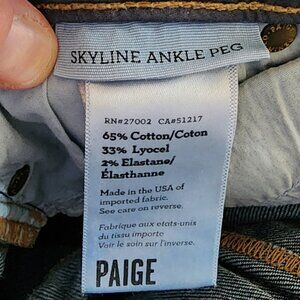 SKYLINE ANKLE PEG
RN#27002 CA#51217
65% Cotton/Coton
33% Lyocel
2% Elastane/
Élasthanne
Made in the USA of
imported fabric.
See care on reverse.
Fabrique aux etats-unis
du tissu importe
Voir le soin sur l'inverse.
PAIGE